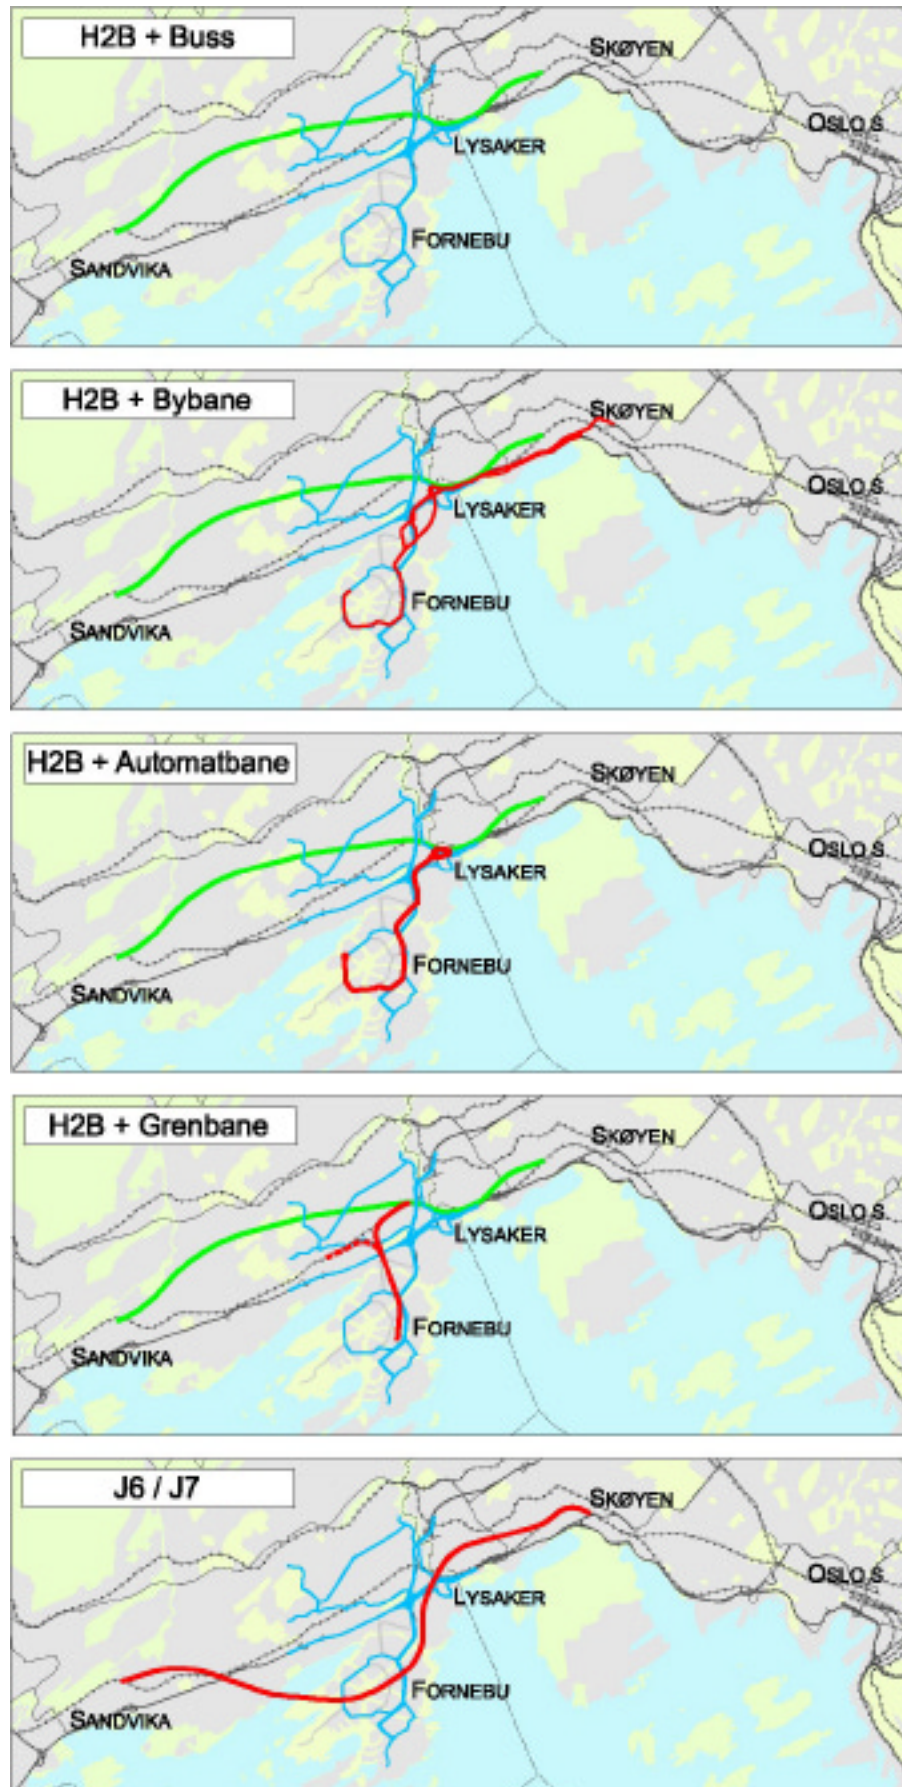 H2B + Buss
SKØYEN
OSLO S.
LYSAKER
FORNEBU
SANDVIKA
H2B + Bybane
SKØYEN
OSLO S.
LYSAKER
FORNEBU
SANDVIKA
H2B + Automatbane
SKØYEN
OSLO S.
LYSAKER
FORNEBU
SANDVIKA
H2B + Grenbane
SKØYEN
OSLO S.
LYSAKER
FORNEBU
SANDVIKA
J6 / J7
SKØYEN
OSLO S.
LYSAKER
FORNEBU
SANDVIKA